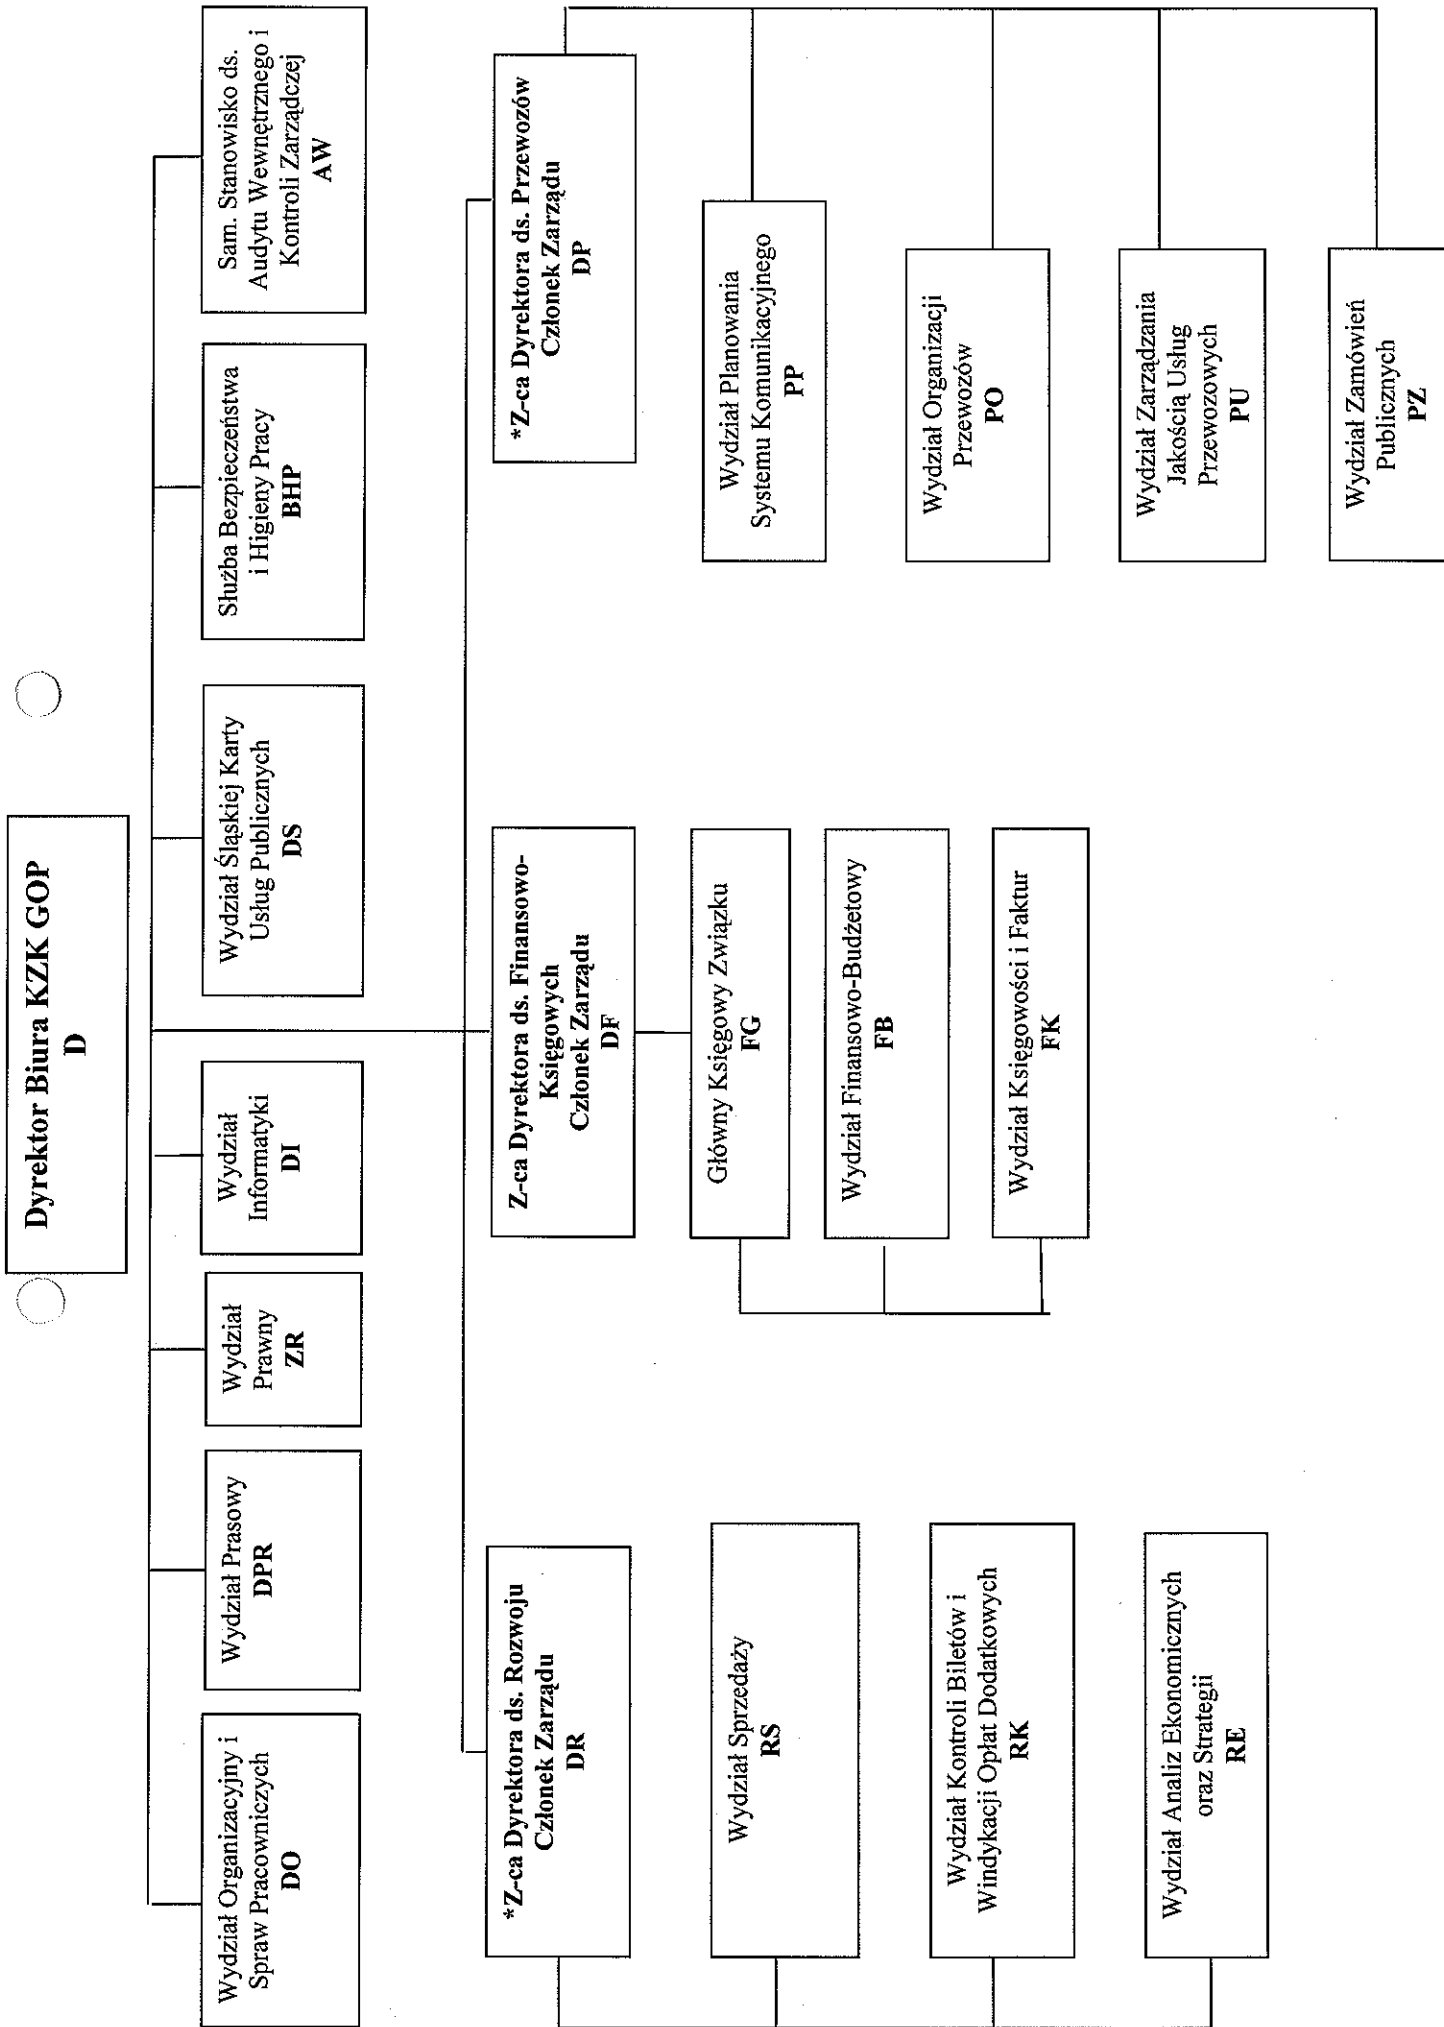 Dyrektor Biura KZK GOP
D
Wydział Organizacyjny i
Spraw Pracowniczych
DO
Wydział Prasowy
DPR
Wydział
Prawny
ZR
Wydział
Informatyki
DI
Wydział Śląskiej Karty
Usług Publicznych
DS
Służba Bezpieczeństwa
i Higieny Pracy
BHP
Sam. Stanowisko ds.
Audytu Wewnętrznego i
Kontroli Zarządczej
AW
*Z-ca Dyrektora ds. Rozwoju
Członek Zarządu
DR
Wydział Sprzedaży
RS
Wydział Kontroli Biletów i
Windykacji Opłat Dodatkowych
RK
Wydział Analiz Ekonomicznych
oraz Strategii
RE
Z-ca Dyrektora ds. Finansowo-
Księgowych
Członek Zarządu
DF
Główny Księgowy Związku
FG
Wydział Finansowo-Budżetowy
FB
Wydział Księgowości i Faktur
FK
*Z-ca Dyrektora ds. Przewozów
Członek Zarządu
DP
Wydział Planowania
Systemu Komunikacyjnego
PP
Wydział Organizacji
Przewozów
PO
Wydział Zarządzania
Jakością Usług
Przewozowych
PU
Wydział Zamówień
Publicznych
PZ